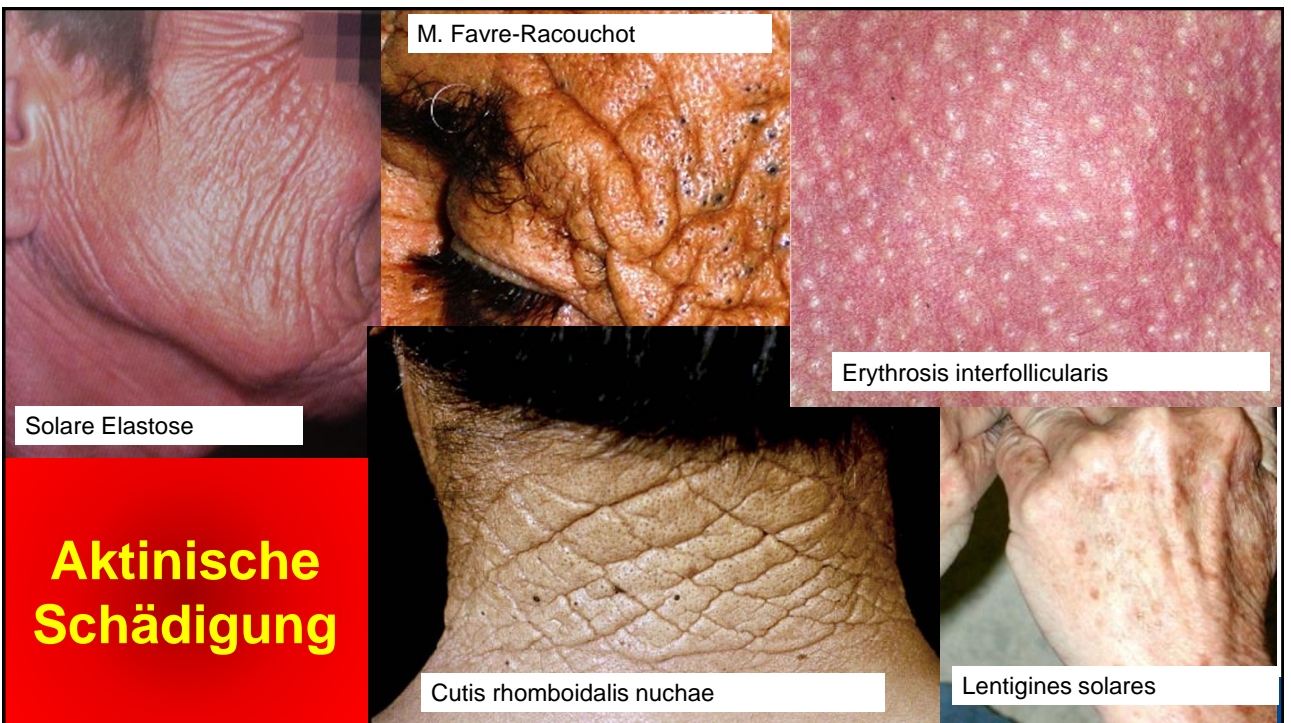 M. Favre-Racouchot
Erythrosis interfollicularis
Solare Elastose
Aktinische
Schädigung
Cutis rhomboidalis nuchae
Lentigines solares